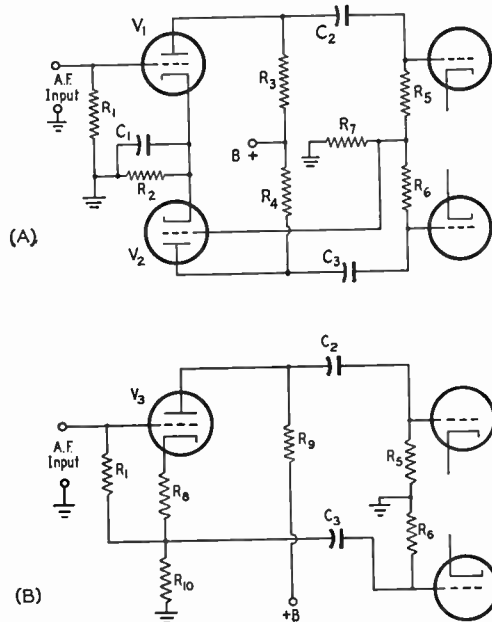 V1
C2
A.F.
Input
R1
C1
R2
R3
R5
R7
B
+
R4
R6
(A)
V2
C3
C2
V3
A.F.
Input
R1
R8
R9
R5
C3
R6
R10
(B)
+B